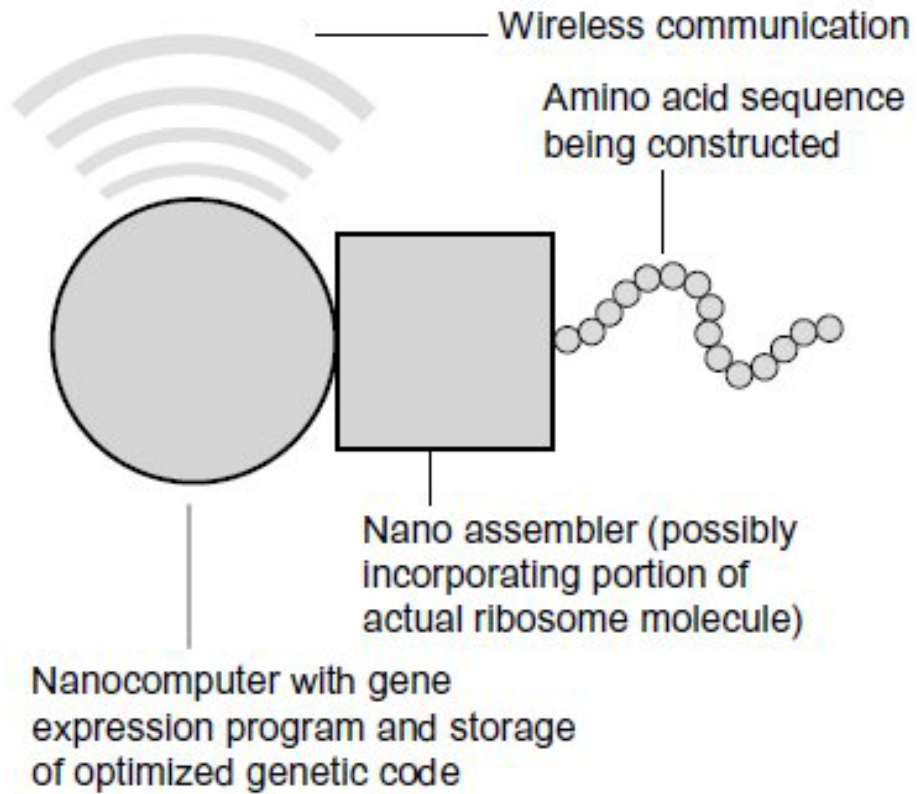 Wireless communication
Amino acid sequence
being constructed
Nano assembler (possibly
incorporating portion of
actual ribosome molecule)
Nanocomputer with gene
expression program and storage
of optimized genetic code